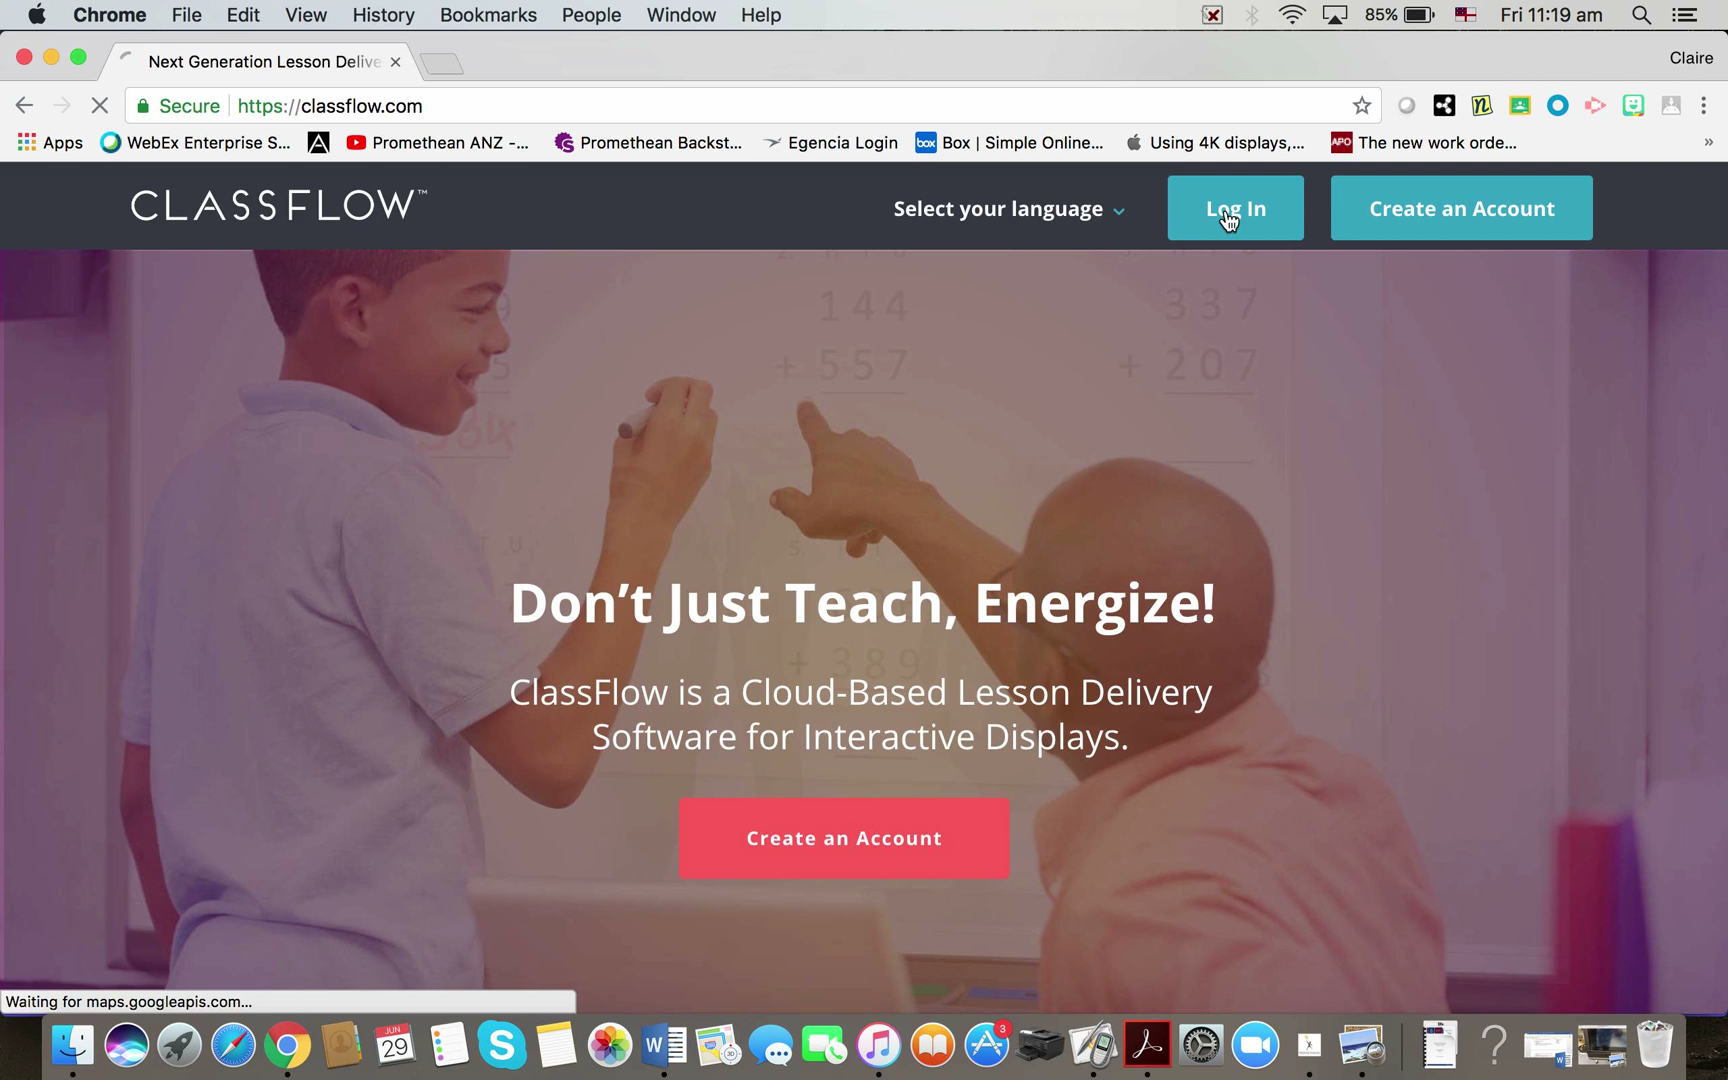 Chrome File Edit View History Bookmarks People Window Help 85% Fri 11:19 am
Next Generation Lesson Delive Claire
Secure https://classflow.com
Apps WebEx Enterprise S... Promethean ANZ -... Promethean Backst... Egencia Login box Box | Simple Online... Using 4K displays,... APO The new work orde... »
CLASSFLOW™ Select your language Log In Create an Account
144 337
+ 557 + 207
Don’t Just Teach, Energize!
+ 389
ClassFlow is a Cloud-Based Lesson Delivery
Software for Interactive Displays.
Create an Account
Waiting for maps.googleapis.com...
JUN
29
3